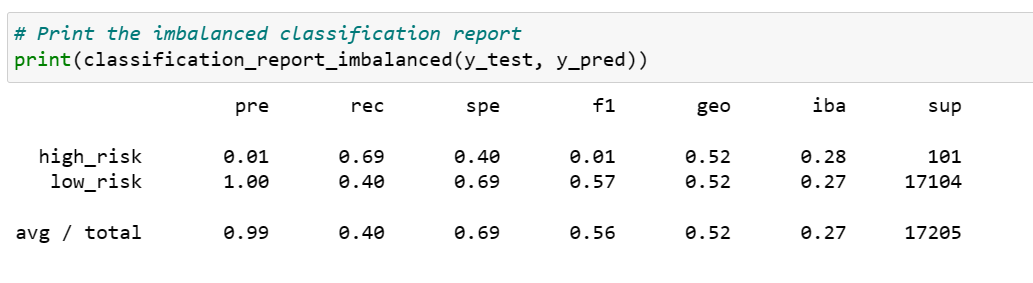 # Print the imbalanced classification report
print(classification_report_imbalanced(y_test, y_pred))
pre rec spe f1 geo iba sup
high_risk 0.01 0.69 0.40 0.01 0.52 0.28 101
low_risk 1.00 0.40 0.69 0.57 0.52 0.27 17104
avg / total 0.99 0.40 0.69 0.56 0.52 0.27 17205